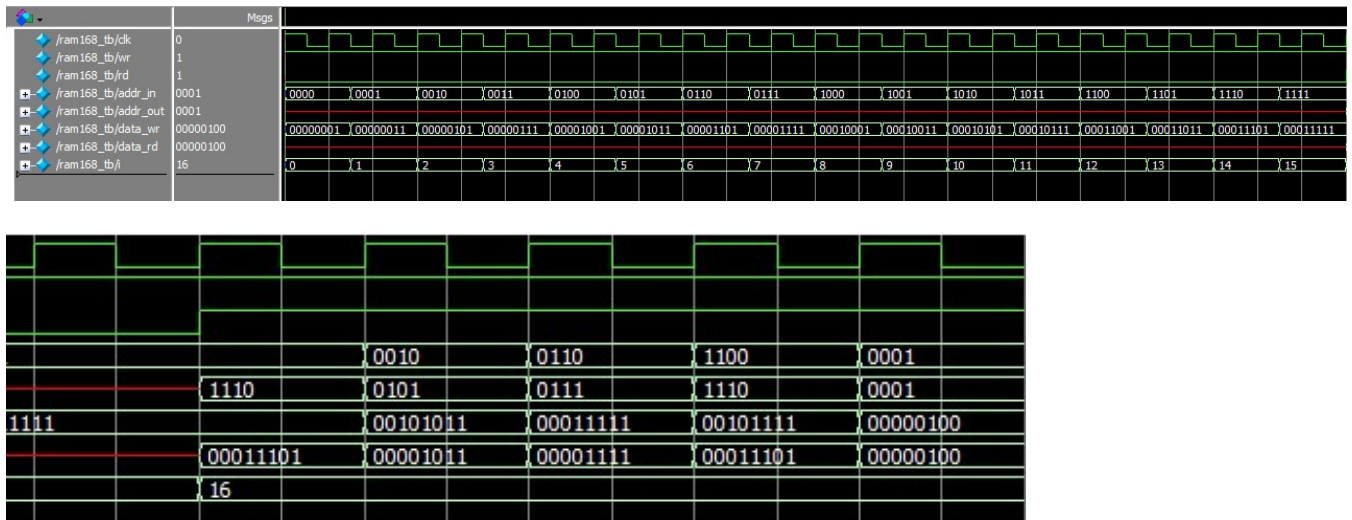 Msgs
/ram168_tb/clk 0
/ram168_tb/wr 1
/ram168_tb/rd 1
/ram168_tb/addr_in 0001 0000 0001 0010 0011 0100 0101 0110 0111 1000 1001 1010 1011 1100 1101 1110 1111
/ram168_tb/addr_out 0001
/ram168_tb/data_wr 00000100 00000001 00000011 00000101 00000111 00001001 00001011 00001101 00001111 00010001 00010011 00010101 00010111 00011001 00011011 00011101 00011111
/ram168_tb/data_rd 00000100
/ram168_tb/i 16 0 1 2 3 4 5 6 7 8 9 10 11 12 13 14 15
0010 0110 1100 0001
1110 0101 0111 1110 0001
1111 00101011 00011111 00101111 00000100
00011101 00001011 00001111 00011101 00000100
16